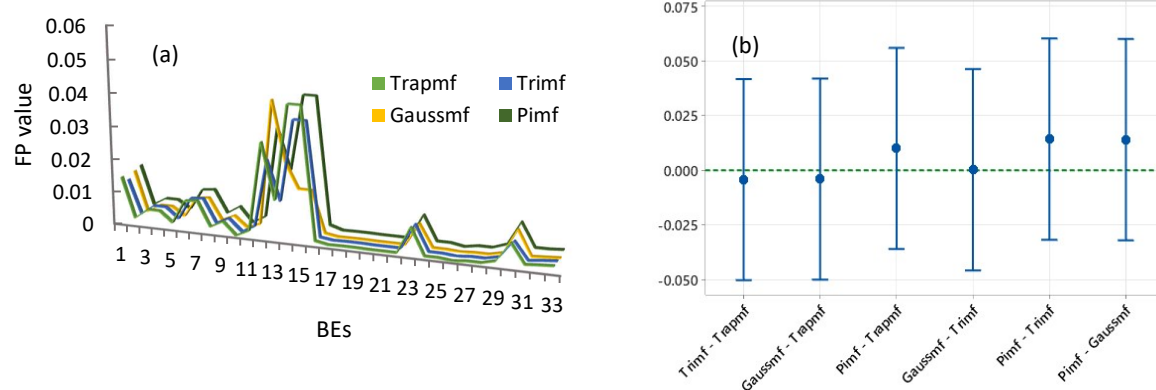 (a)
FP value
0.06
0.05
0.04
0.03
0.02
0.01
0
Trapmf Trimf
Gaussmf Pimf
1 3 5 7 9 11 13 15 17 19 21 23 25 27 29 31 33
BEs
(b)
0.075
0.050
0.025
0.000
-0.025
-0.050
Trimf - Trapmf
Gaussmf - Trapmf
Pimf - Trapmf
Gaussmf - Trimf
Pimf - Trimf
Pimf - Gaussmf